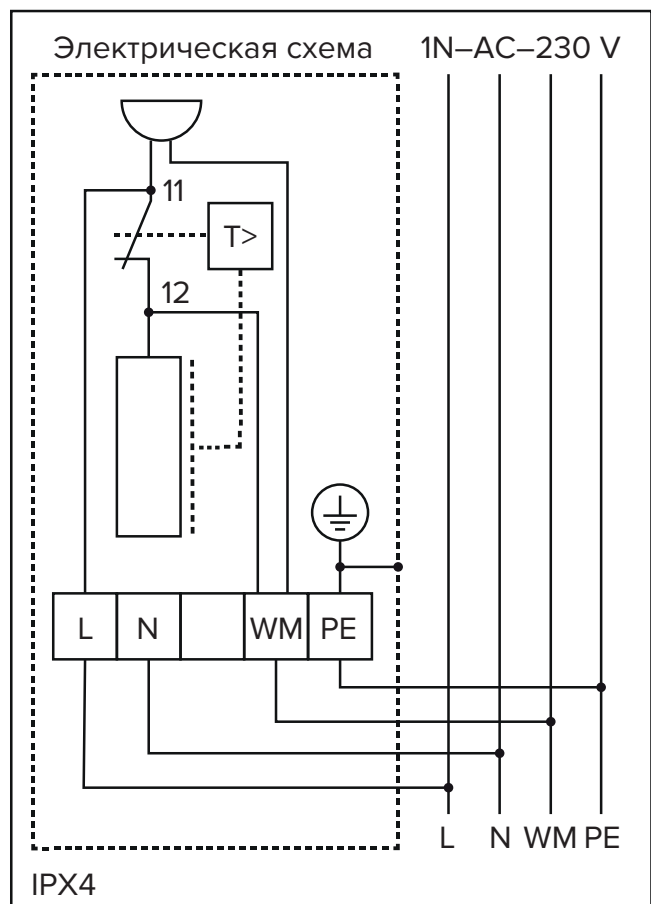 Электрическая схема 1N–AC–230 V
11
T>
12
L N WM PE
L N WM PE
IPX4